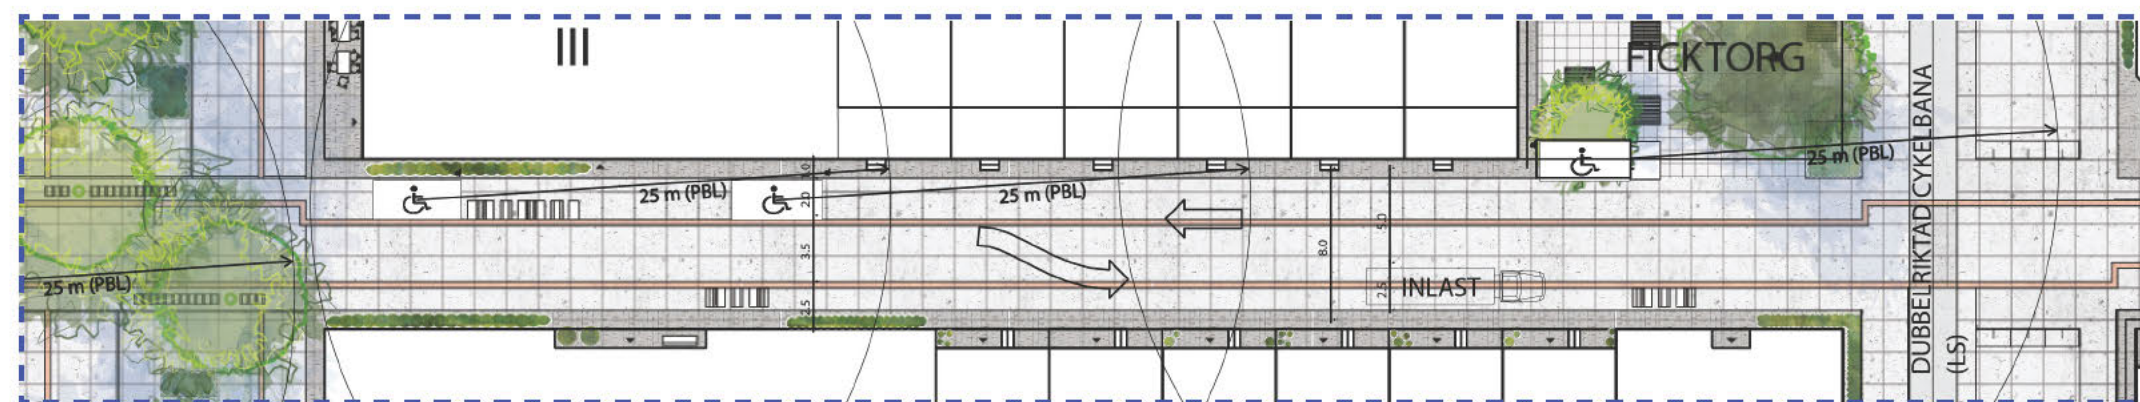 III
FICKTORG
25 m (PBL)
25 m (PBL)
25 m (PBL)
25 m (PBL)
1.0
2.0
3.5
2.5
8.0
5.0
2.5
INLAST
DUBBELRIKTAD CYKELBANA
(LS)